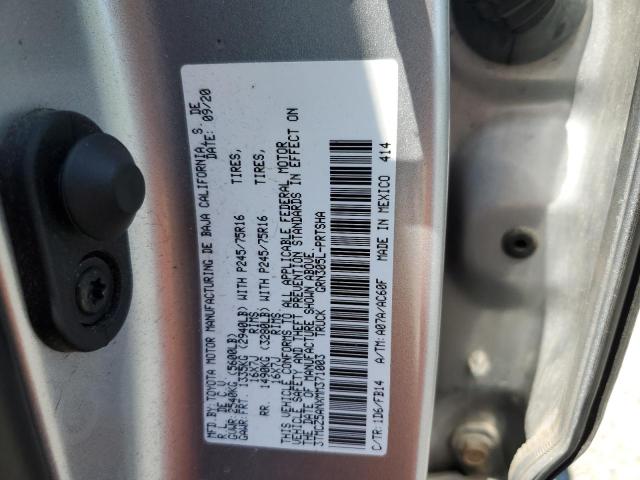 MFD.BY:TOYOTA MOTOR MANUFACTURING DE BAJA CALIFORNIA S. DE
R.L. DE C.V. DATE: 09/20
GVWR: 2540KG (5600LB)
GAWR: FRT. 1335KG (2940LB) WITH P245/75R16 TIRES,
16X7J RIMS,
RR. 1490KG (3280LB) WITH P245/75R16 TIRES,
16X7J RIMS.
THIS VEHICLE CONFORMS TO ALL APPLICABLE FEDERAL MOTOR
VEHICLE SAFETY AND THEFT PREVENTION STANDARDS IN EFFECT ON
THE DATE OF MANUFACTURE SHOWN ABOVE.
3TMCZ5ANXMM371003 TRUCK GRN305L-PRTSHA
C/TR:1D6/FB14 A/TM:A07A/AC60F MADE IN MEXICO 414